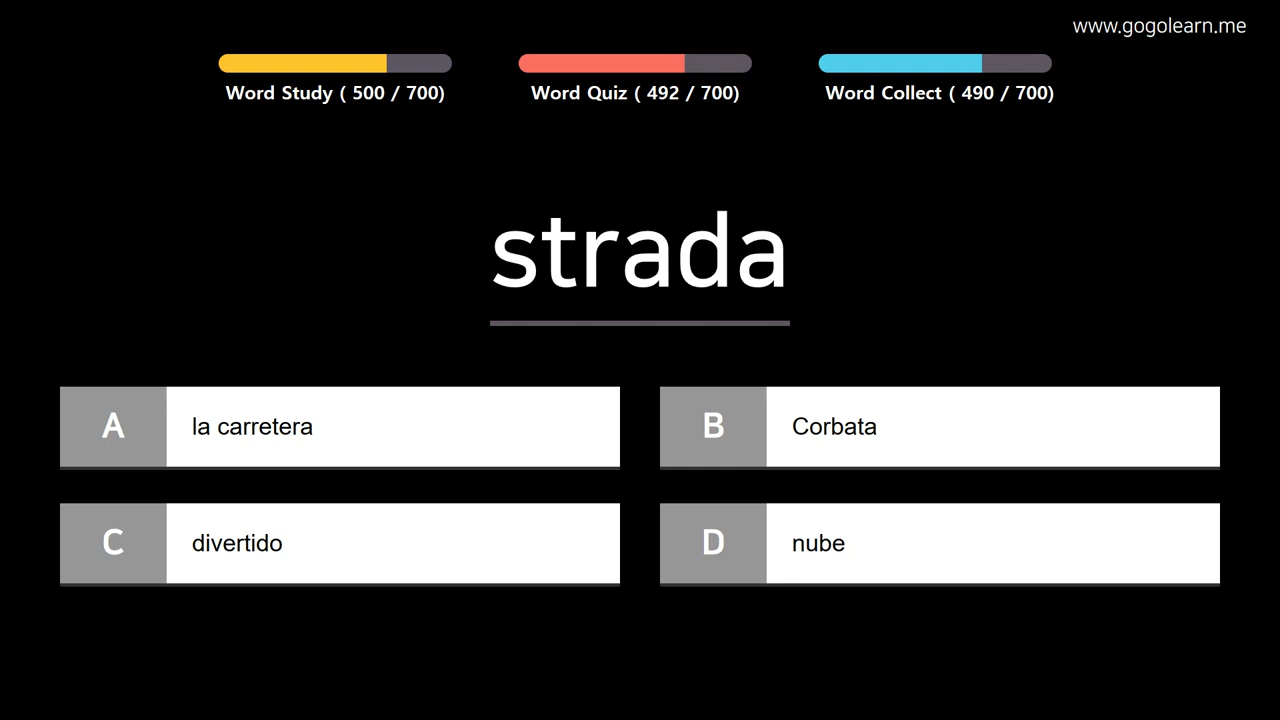 www.gogolearn.me
Word Study ( 500 / 700)
Word Quiz ( 492 / 700)
Word Collect ( 490 / 700)
strada
A la carretera
B Corbata
C divertido
D nube